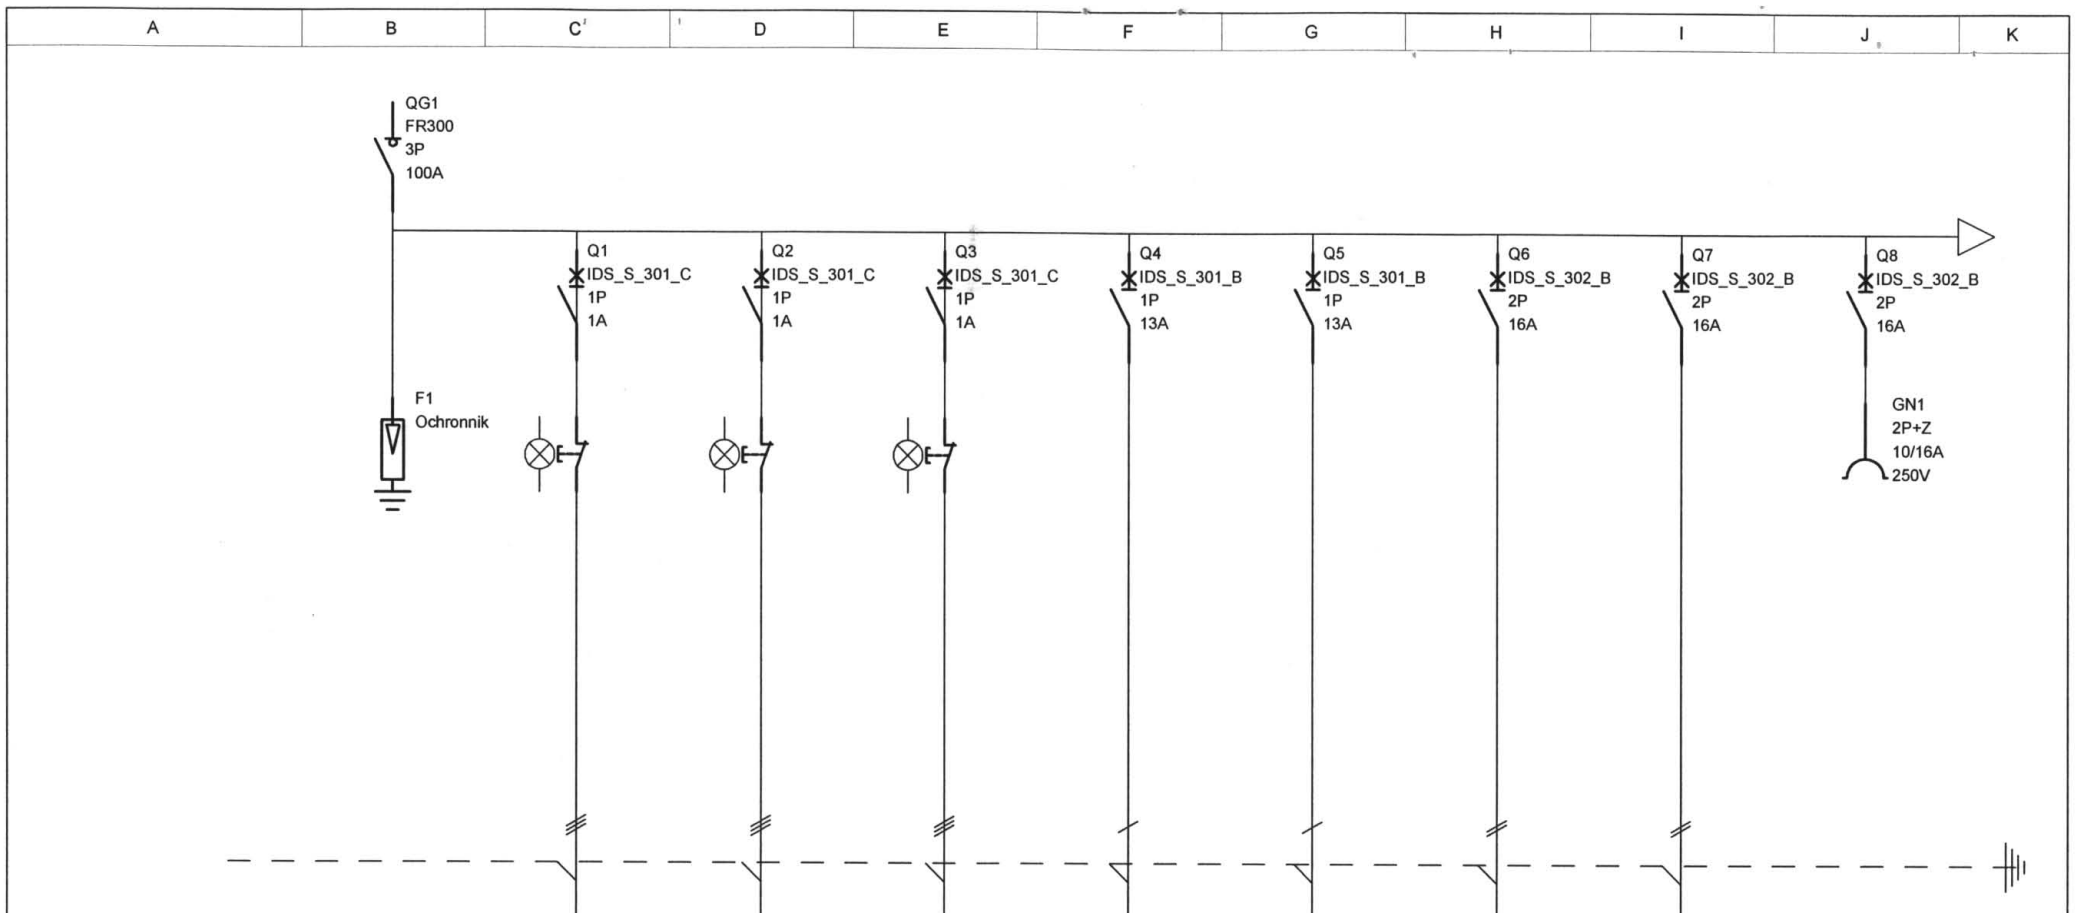 A B C D E F G H I J K
QG1
FR300
3P
100A
Q1
IDS_S_301_C
1P
1A
Q2
IDS_S_301_C
1P
1A
Q3
IDS_S_301_C
1P
1A
Q4
IDS_S_301_B
1P
13A
Q5
IDS_S_301_B
1P
13A
Q6
IDS_S_302_B
2P
16A
Q7
IDS_S_302_B
2P
16A
Q8
IDS_S_302_B
2P
16A
F1
Ochronnik
GN1
2P+Z
10/16A
250V